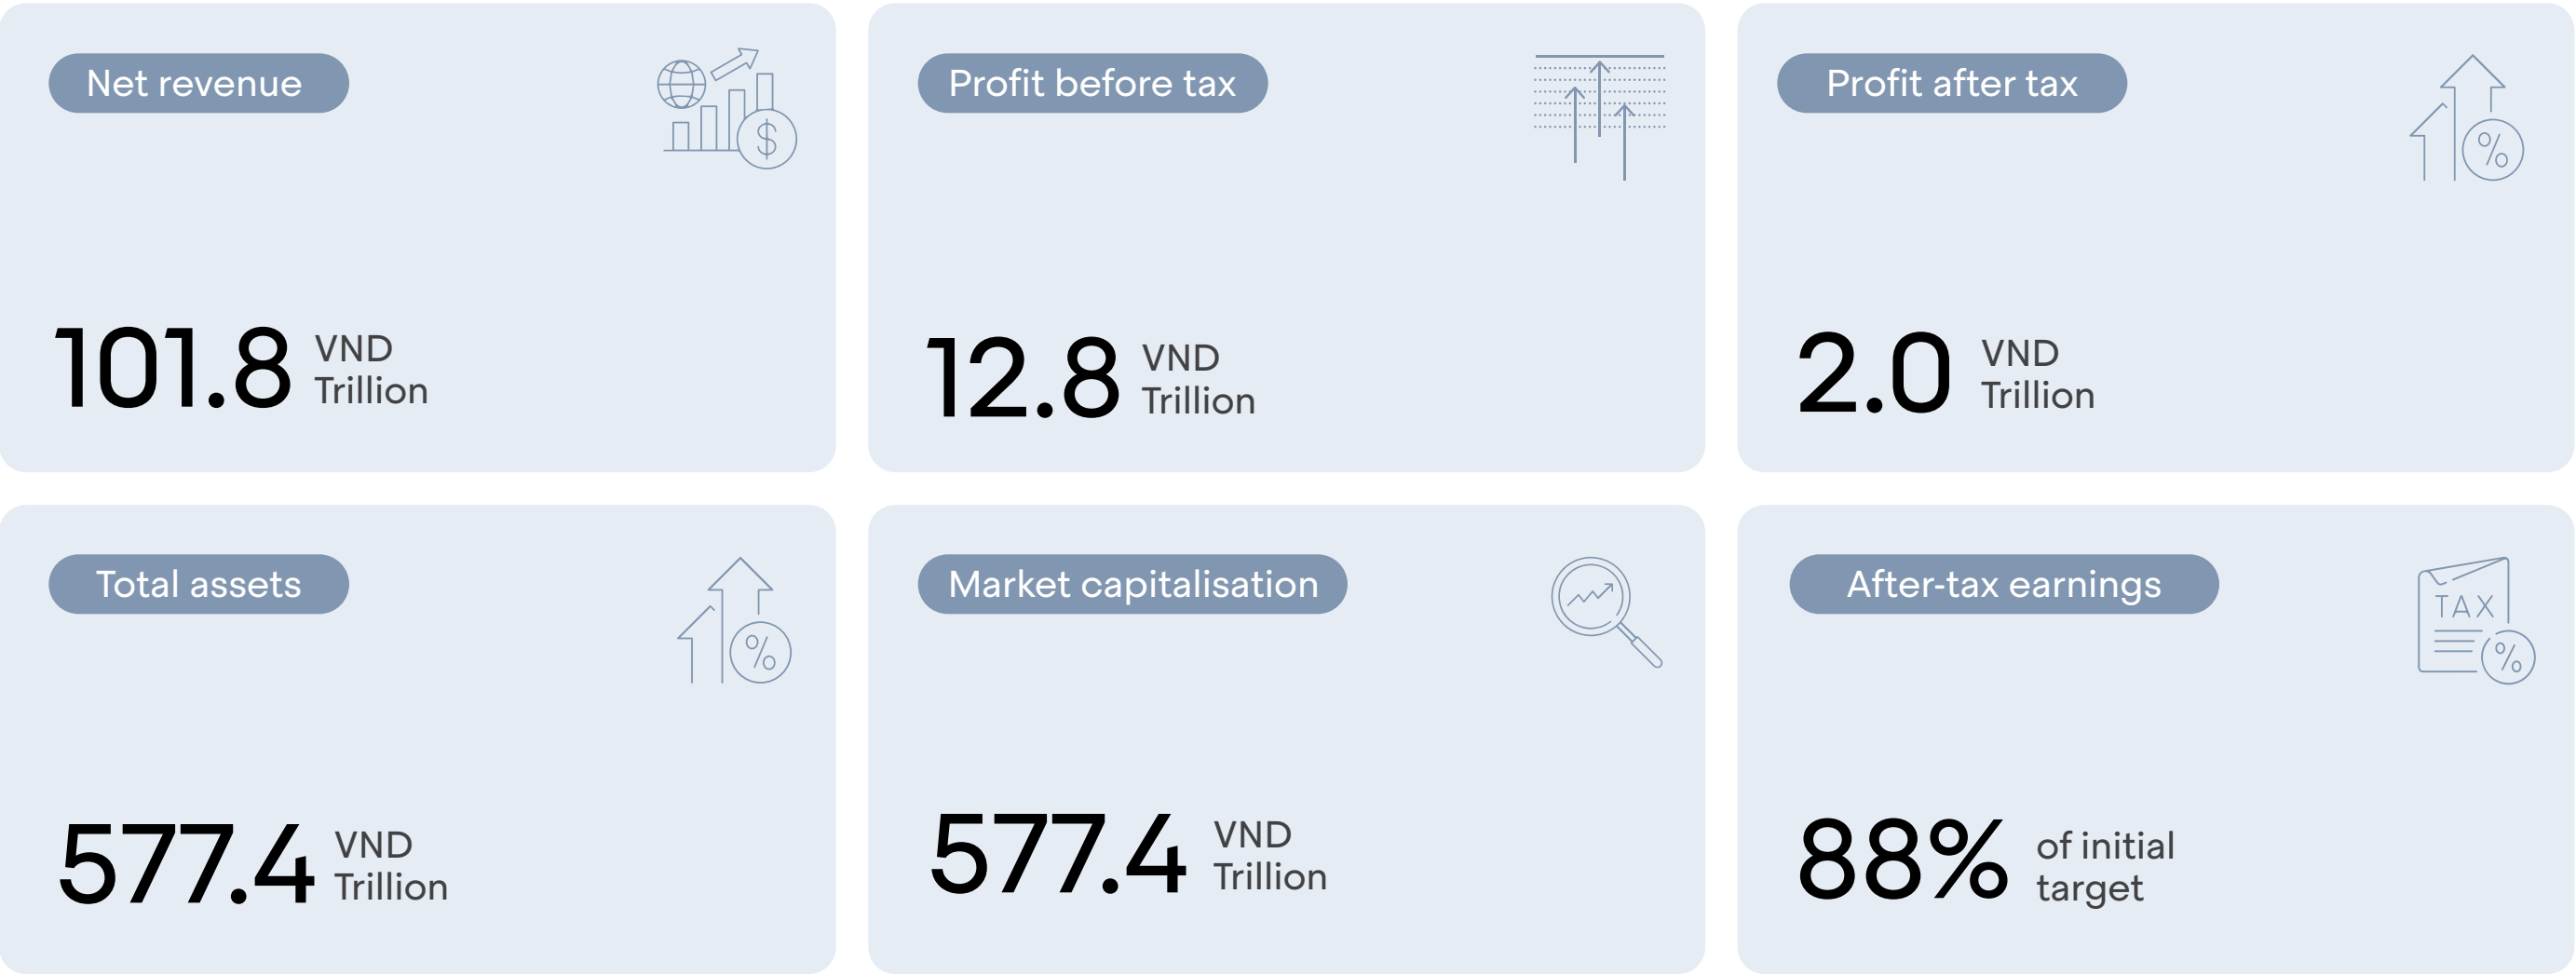 Net revenue
101.8
VND
Trillion
Profit before tax
12.8
VND
Trillion
Profit after tax
2.0
VND
Trillion
Total assets
577.4
VND
Trillion
Market capitalisation
577.4
VND
Trillion
After-tax earnings
TAX
88%
of initial
target